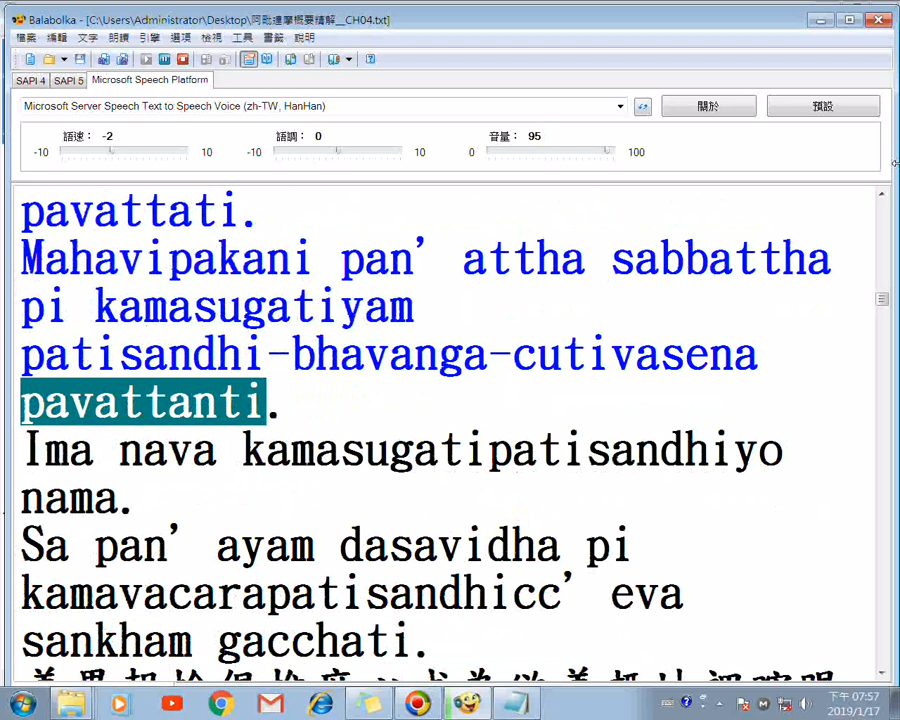 Balabolka - [C:\Users\Administrator\Desktop\阿毗達摩概要精解__CH04.txt]
檔案 編輯 文字 朗讀 引擎 選項 檢視 工具 書籤 說明
SAPI 4 SAPI 5 Microsoft Speech Platform
Microsoft Server Speech Text to Speech Voice (zh-TW, HanHan) 關於 預設
語速： -2 語調： 0 音量： 95
-10 10 -10 10 0 100
pavattati.
Mahavipakani pan’ attha sabbattha
pi kamasugatiyam
patisandhi-bhavanga-cutivasena
pavattanti.
Ima nava kamasugatipatisandhiyo
nama.
Sa pan’ ayam dasavidha pi
kamavacarapatisandhicc’ eva
sankham gacchati.
下午 07:57
2019/1/17